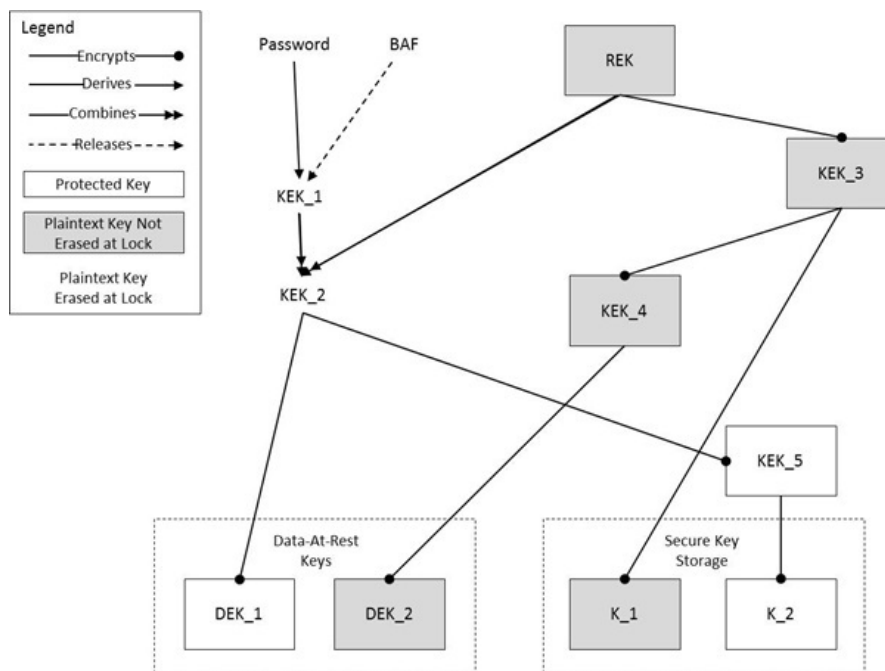 Legend
Encrypts
Derives
Combines
Releases
Protected Key
Plaintext Key Not
Erased at Lock
Plaintext Key
Erased at Lock
Password
BAF
REK
KEK_1
KEK_3
KEK_2
KEK_4
KEK_5
Data-At-Rest
Keys
Secure Key
Storage
DEK_1
DEK_2
K_1
K_2